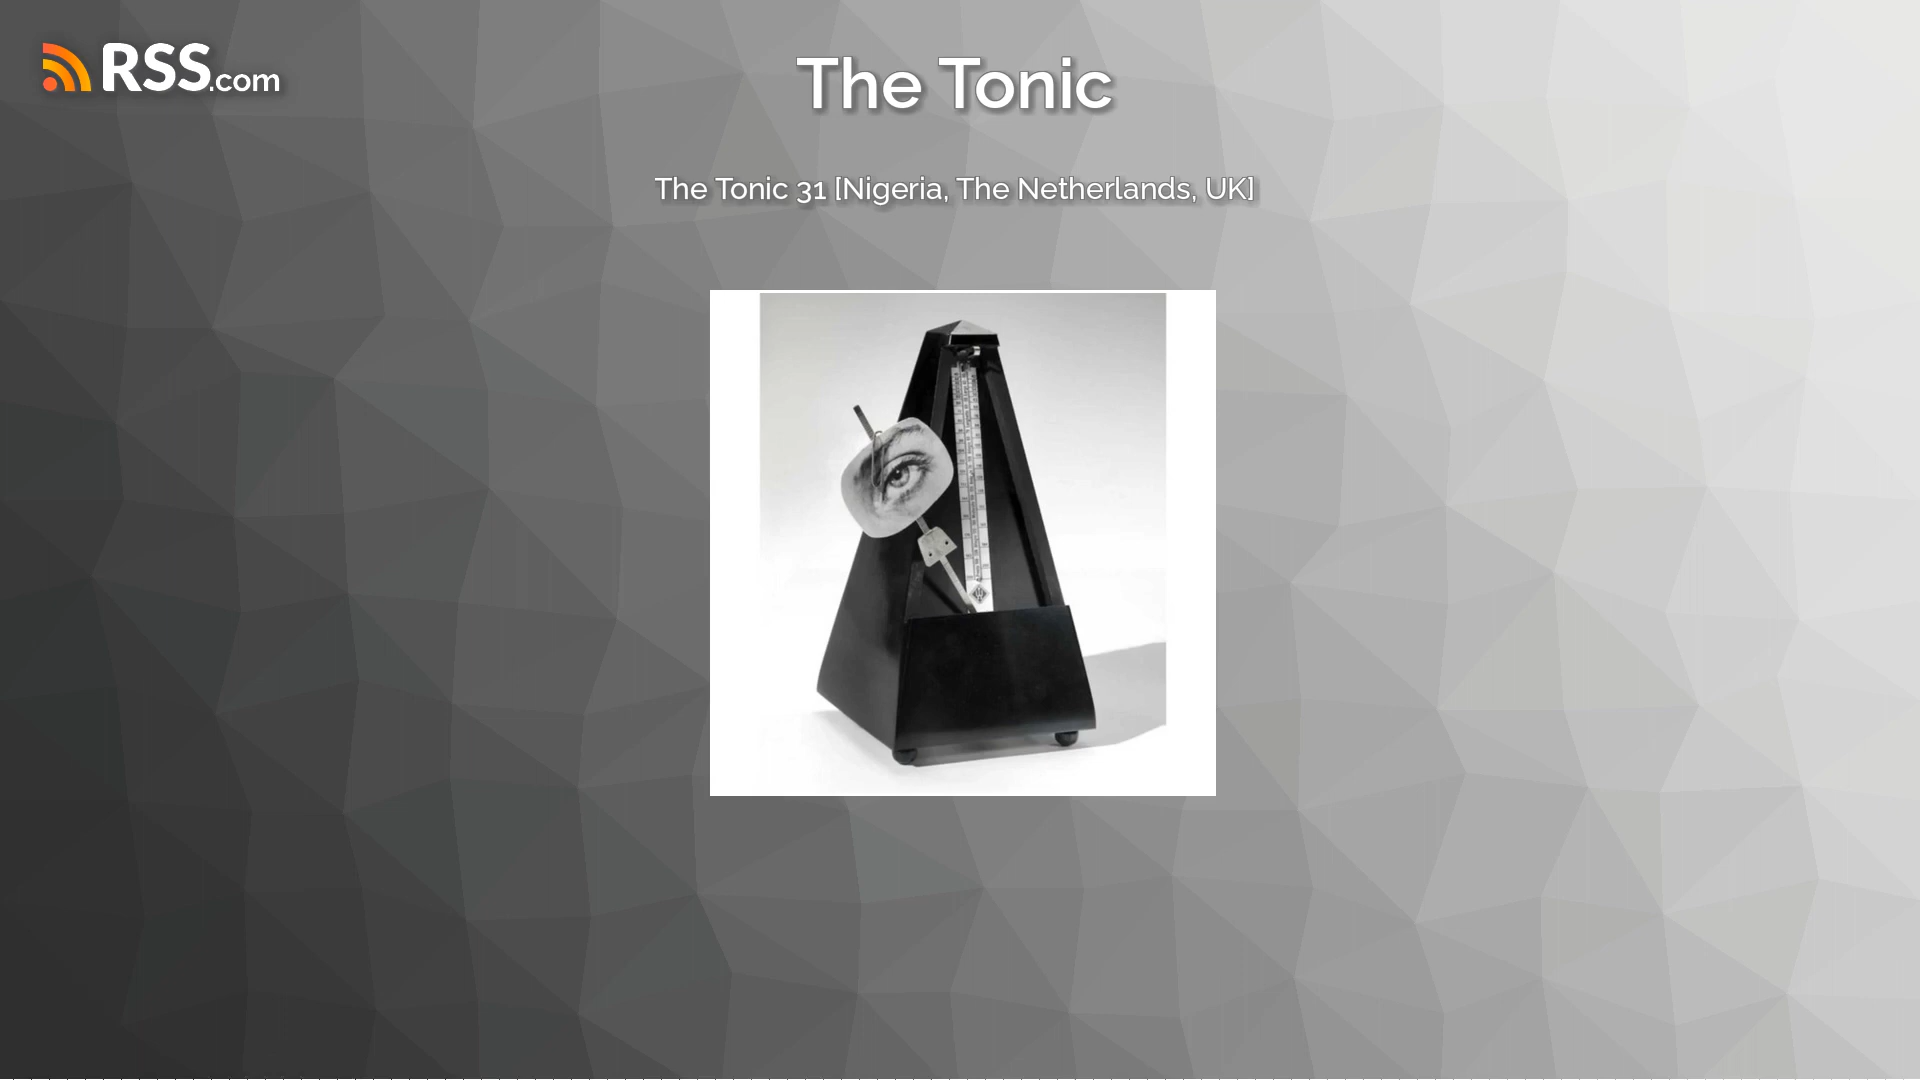 RSS.com
The Tonic
The Tonic 31 [Nigeria, The Netherlands, UK]